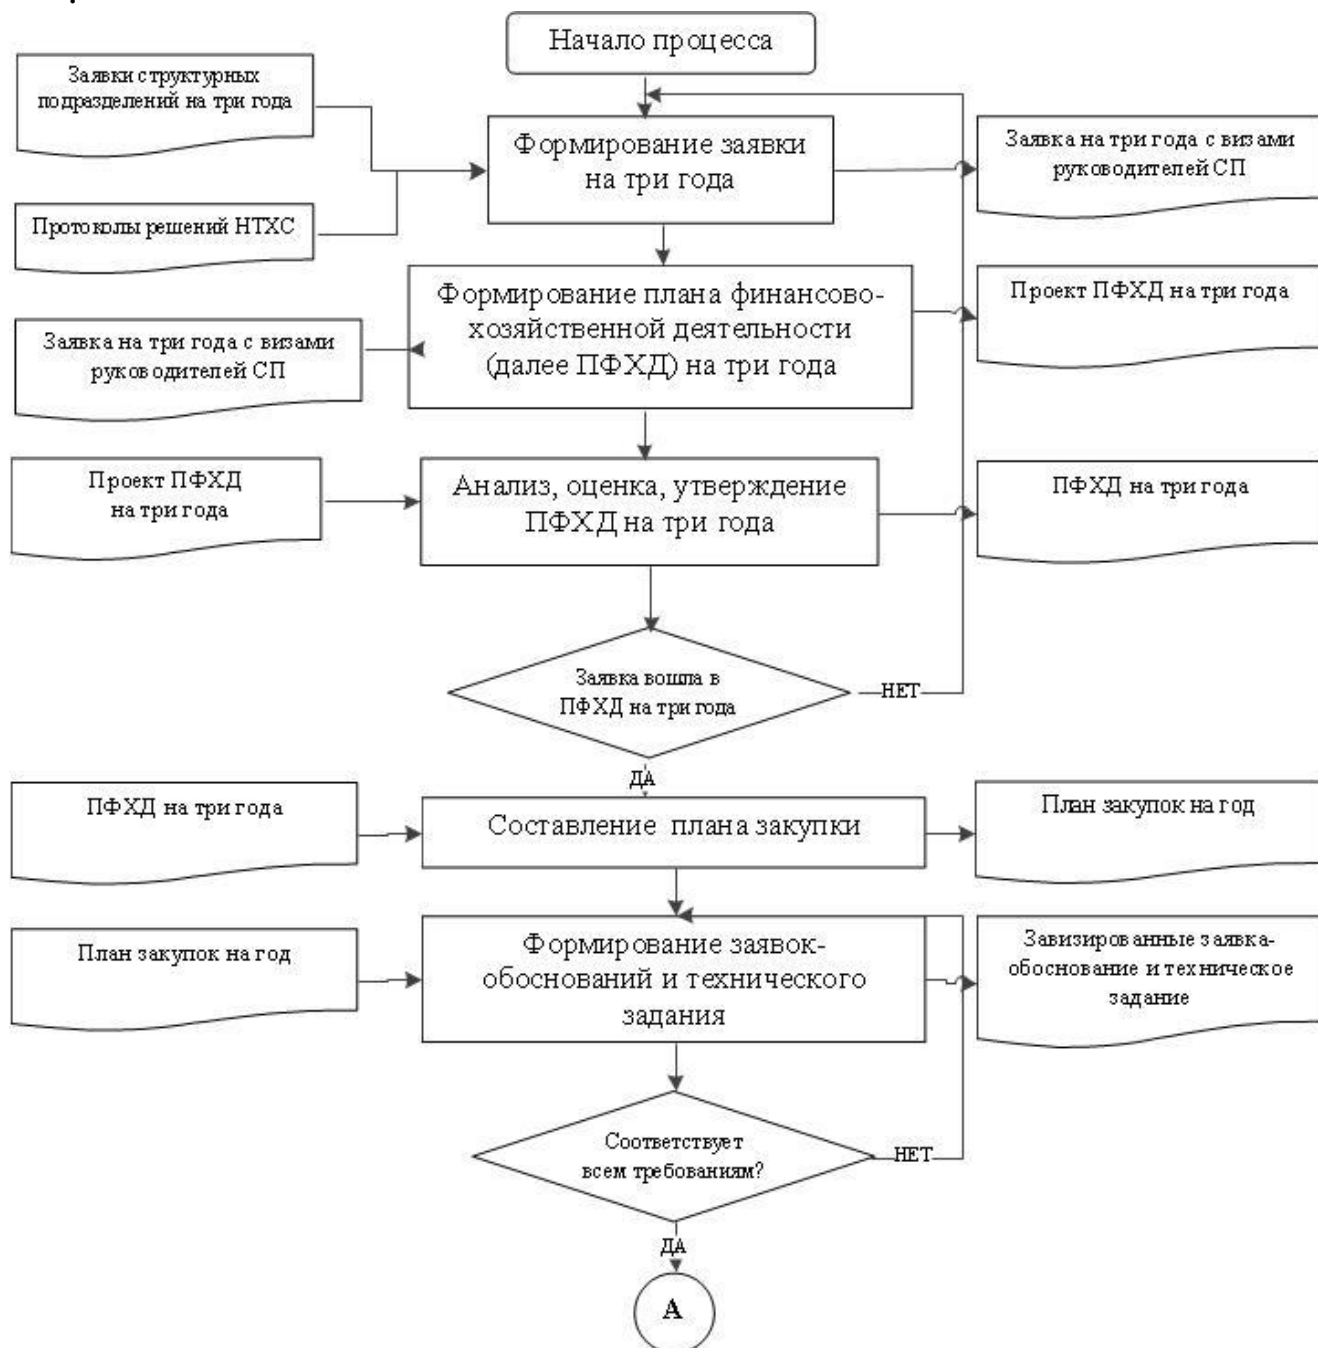 Начало процесса
Заявки структурных
подразделений на три года
Формирование заявки
на три года
Заявка на три года с визами
руководителей СП
Протоколы решений НТХС
Формирование плана финансово-
хозяйственной деятельности
(далее ПФХД) на три года
Проект ПФХД на три года
Заявка на три года с визами
руководителей СП
Проект ПФХД
на три года
Анализ, оценка, утверждение
ПФХД на три года
ПФХД на три года
Заявка вошла в
ПФХД на три года
НЕТ
ДА
ПФХД на три года
Составление плана закупки
План закупок на год
План закупок на год
Формирование заявок-
обоснований и технического
задания
Завизированные заявка-
обоснование и техническое
задание
Соответствует
всем требованиям?
НЕТ
ДА
А